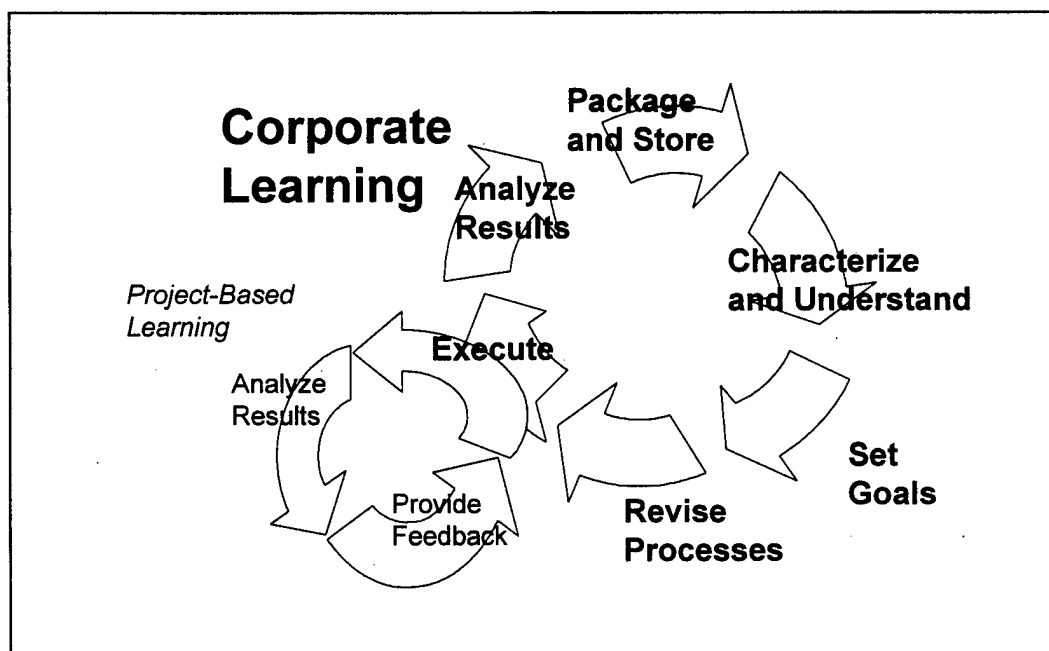 Corporate
Learning
Package
and Store
Analyze
Results
Characterize
and Understand
Project-Based
Learning
Execute
Analyze
Results
Set
Goals
Provide
Feedback
Revise
Processes